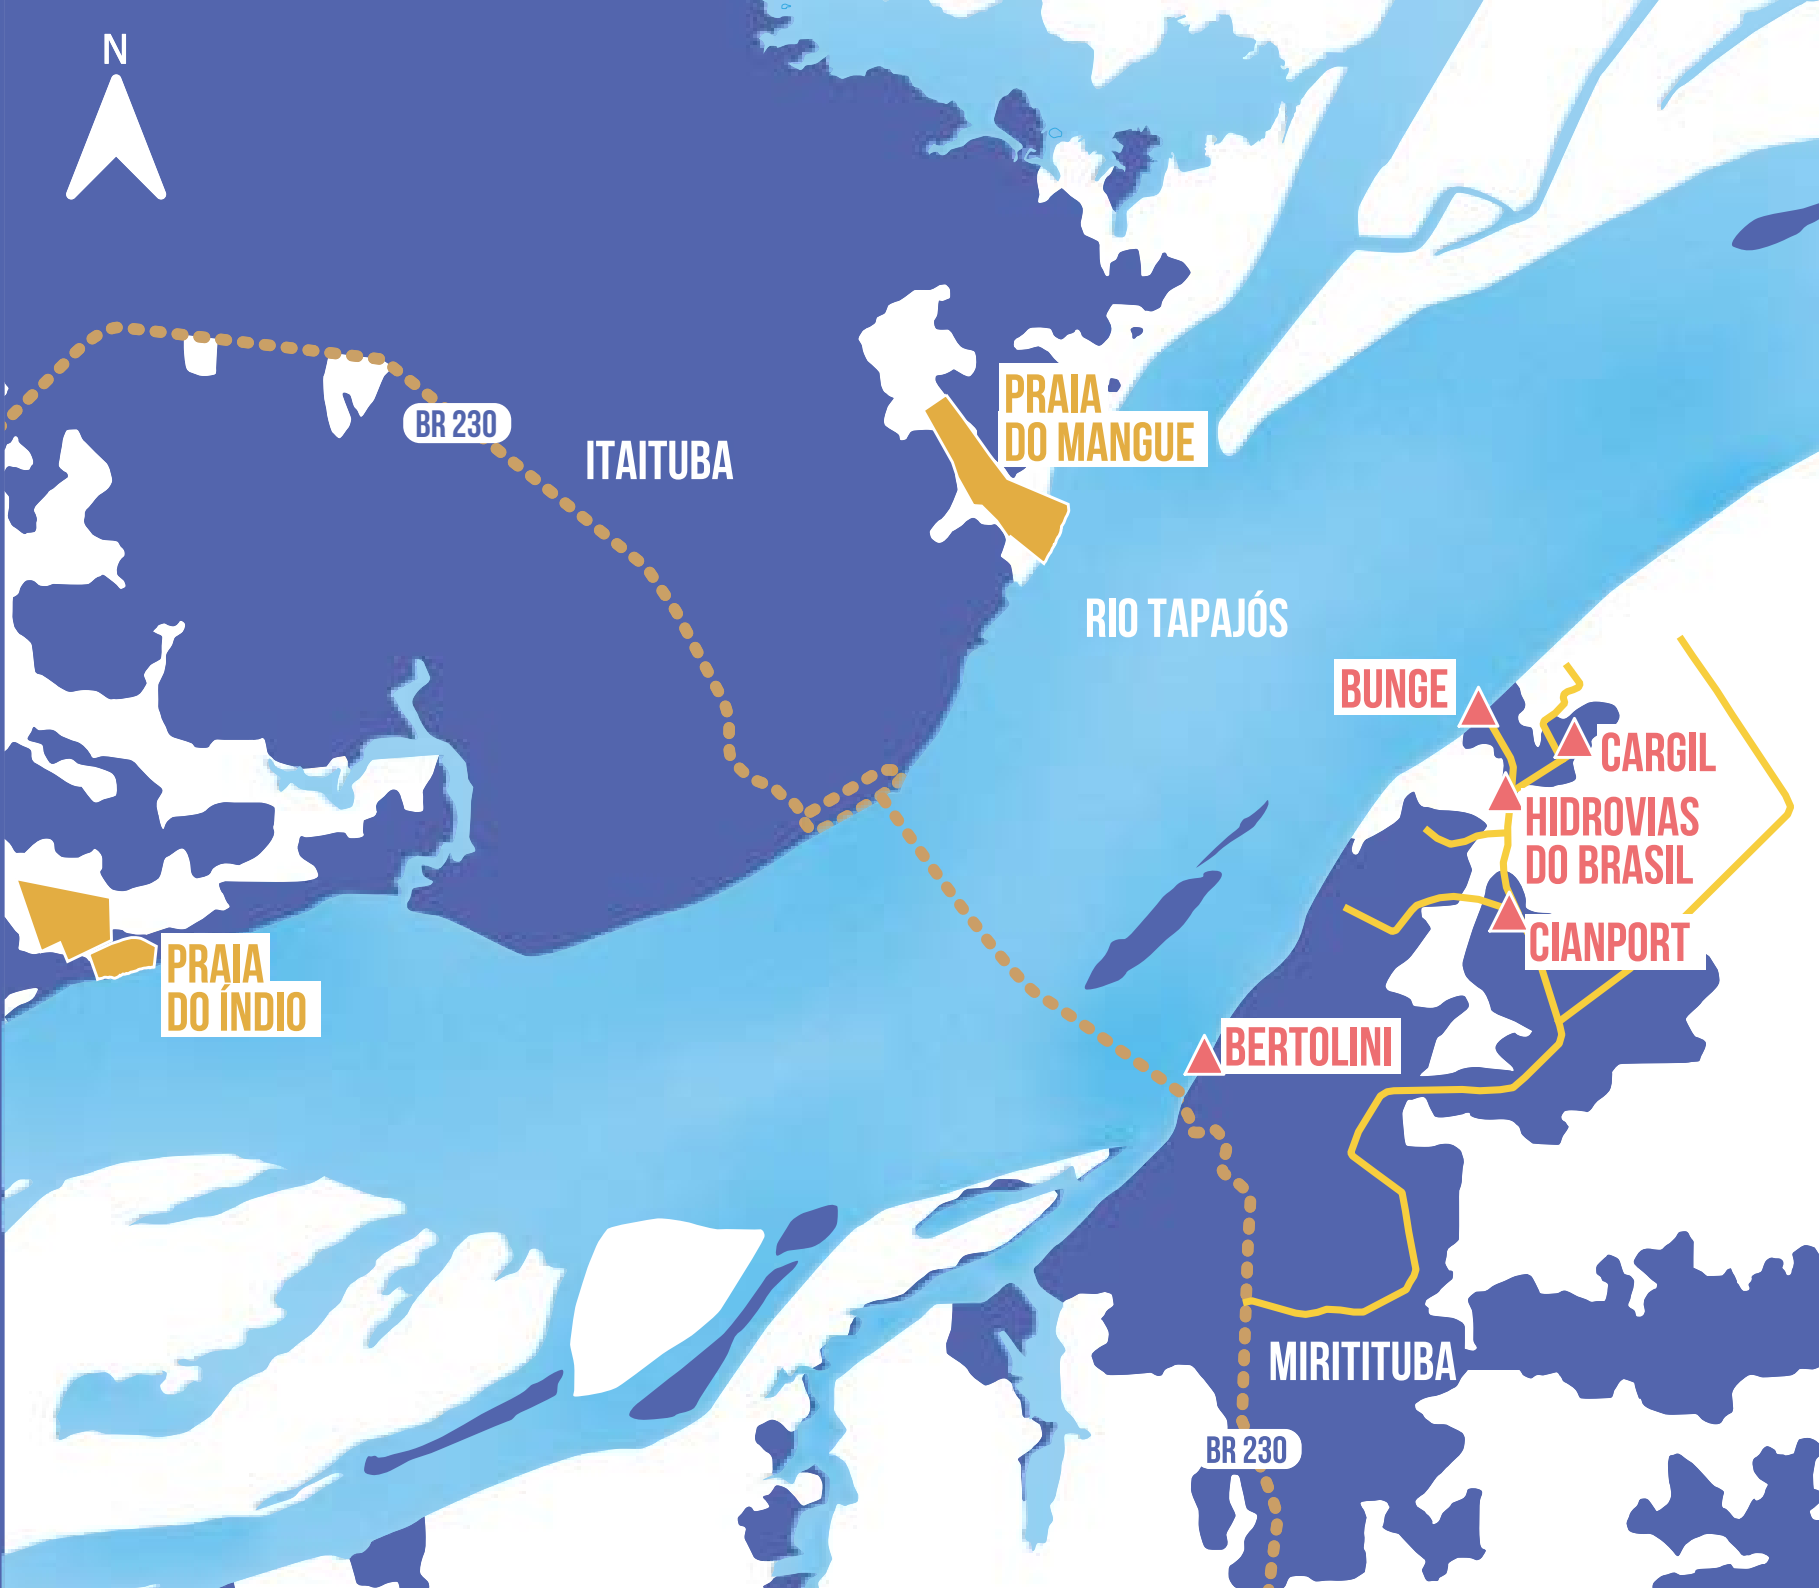 N
BR 230
ITAITUBA
PRAIA
DO MANGUE
RIO TAPAJÓS
BUNGE
CARGIL
HIDROVIAS
DO BRASIL
CIANPORT
PRAIA
DO ÍNDIO
BERTOLINI
MIRITITUBA
BR 230